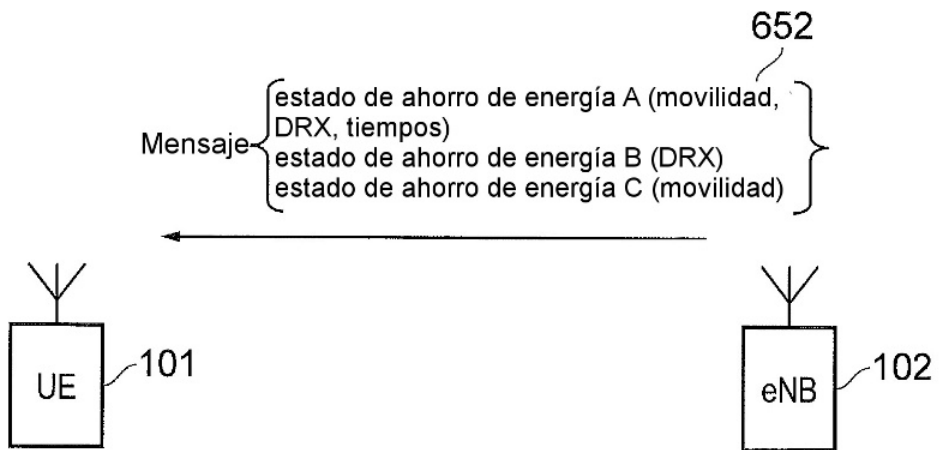 652
estado de ahorro de energía A (movilidad,
DRX, tiempos)
Mensaje
estado de ahorro de energía B (DRX)
estado de ahorro de energía C (movilidad)
UE
101
eNB
102